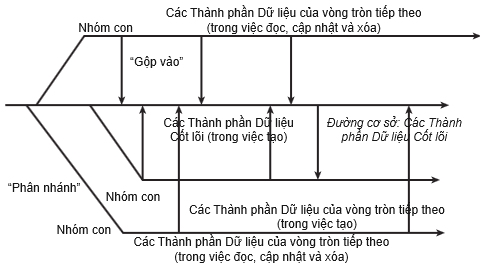 Các Thành phần Dữ liệu của vòng tròn tiếp theo
(trong việc đọc, cập nhật và xóa)
Nhóm con
“Gộp vào”
Các Thành phần Dữ liệu
Cốt lõi (trong việc tạo)
Đường cơ sở: Các Thành
phần Dữ liệu Cốt lõi
“Phân nhánh”
Nhóm con
Các Thành phần Dữ liệu của vòng tròn tiếp theo
(trong việc tạo)
Nhóm con
Các Thành phần Dữ liệu của vòng tròn tiếp theo
(trong việc đọc, cập nhật và xóa)